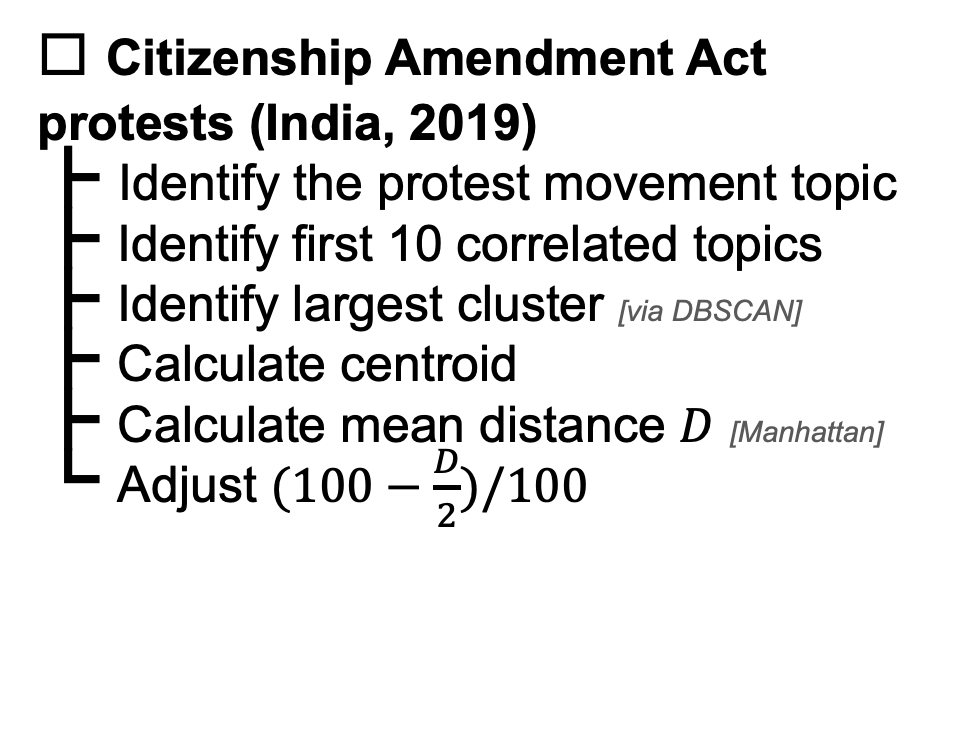 ☐ Citizenship Amendment Act
protests (India, 2019)
Identify the protest movement topic
Identify first 10 correlated topics
Identify largest cluster [via DBSCAN]
Calculate centroid
Calculate mean distance D [Manhattan]
Adjust (100 − D/2)/100